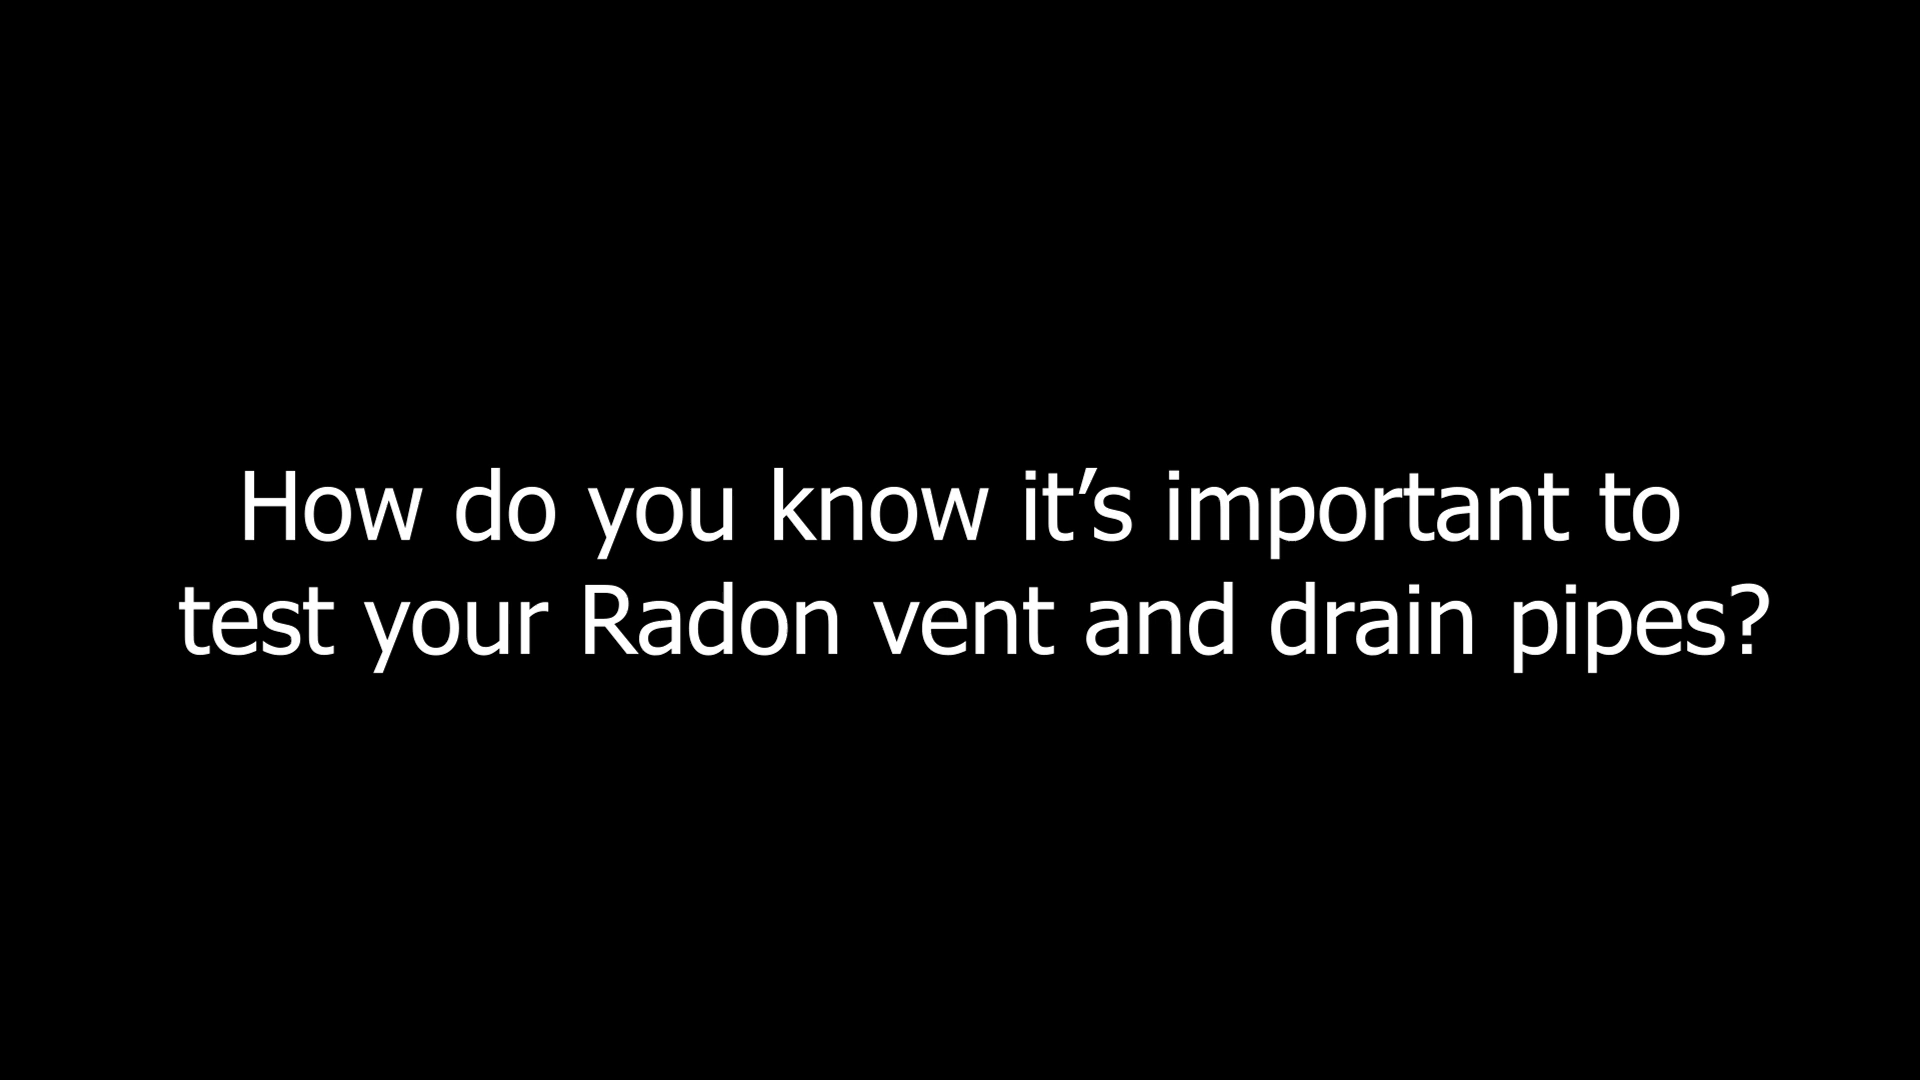 How do you know it’s important to
test your Radon vent and drain pipes?